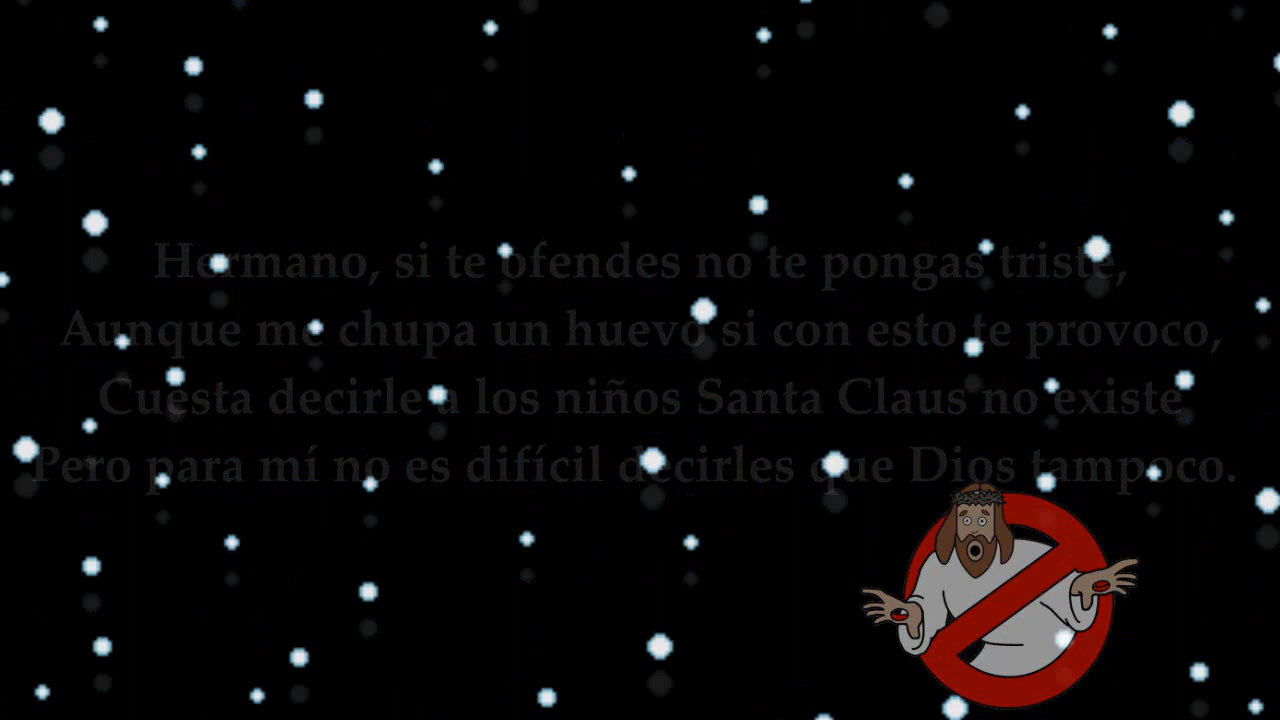 Hermano, si te ofendes no te pongas triste,
Aunque me chupa un huevo si con esto te provoco,
Cuesta decirle a los niños Santa Claus no existe
Pero para mí no es difícil decirles que Dios tampoco.